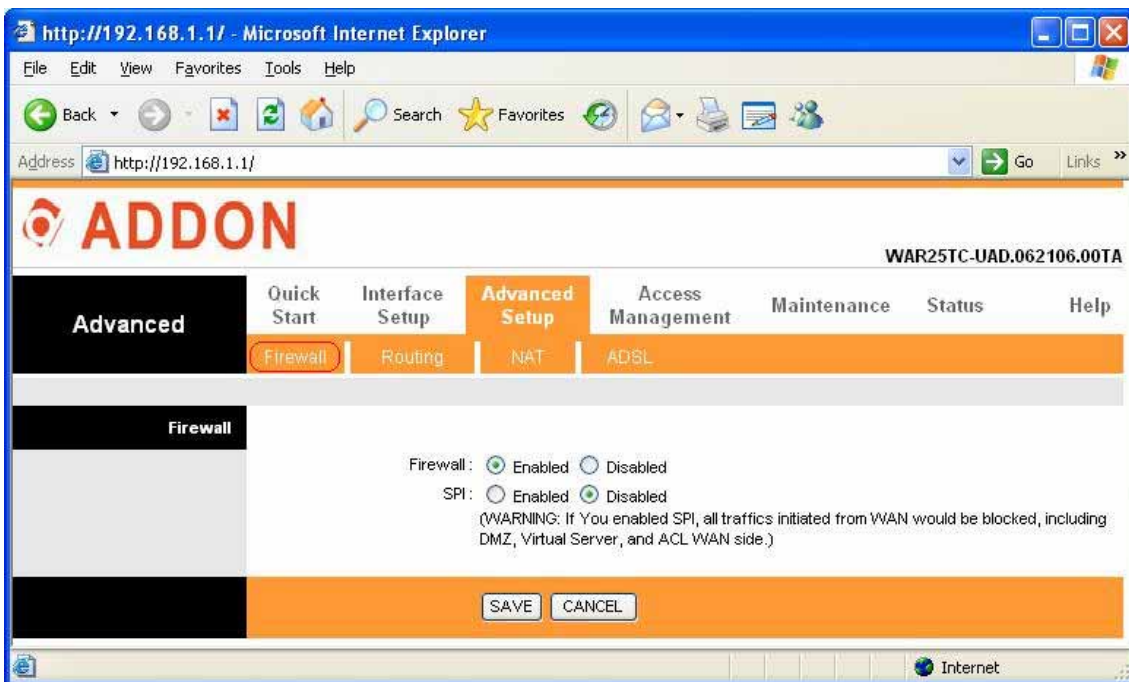 http://192.168.1.1/ - Microsoft Internet Explorer
File Edit View Favorites Tools Help
Back Search Favorites
Address http://192.168.1.1/ Go Links »
ADDON
WAR25TC-UAD.062106.00TA
Advanced
Quick Start
Interface Setup
Advanced Setup
Access Management
Maintenance
Status
Help
Firewall Routing NAT ADSL
Firewall
Firewall : Enabled Disabled
SPI : Enabled Disabled
(WARNING: If You enabled SPI, all traffics initiated from WAN would be blocked, including
DMZ, Virtual Server, and ACL WAN side.)
SAVE CANCEL
Internet